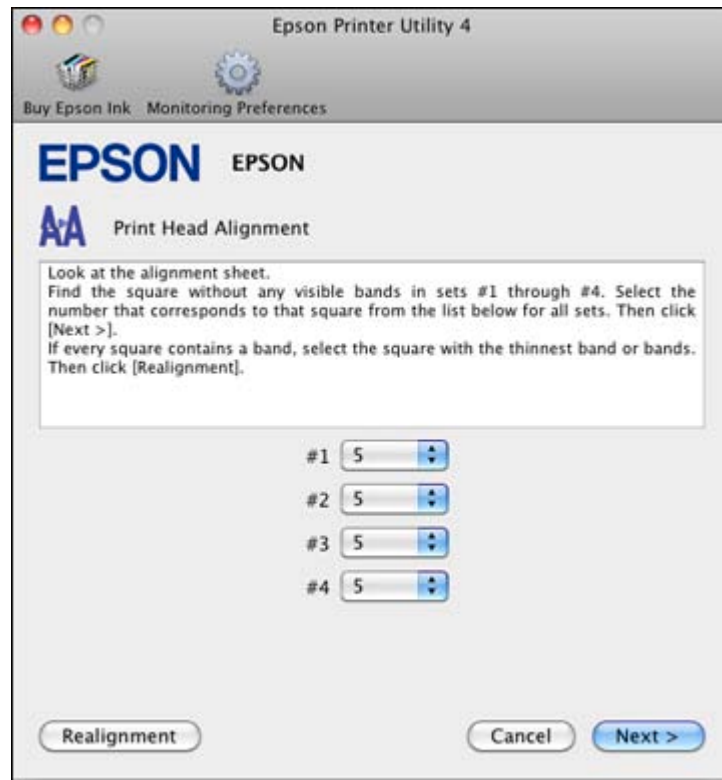 Epson Printer Utility 4
Buy Epson Ink Monitoring Preferences
EPSON EPSON
Print Head Alignment
Look at the alignment sheet.
Find the square without any visible bands in sets #1 through #4. Select the
number that corresponds to that square from the list below for all sets. Then click
[Next >].
If every square contains a band, select the square with the thinnest band or bands.
Then click [Realignment].
#1 5
#2 5
#3 5
#4 5
Realignment Cancel Next >